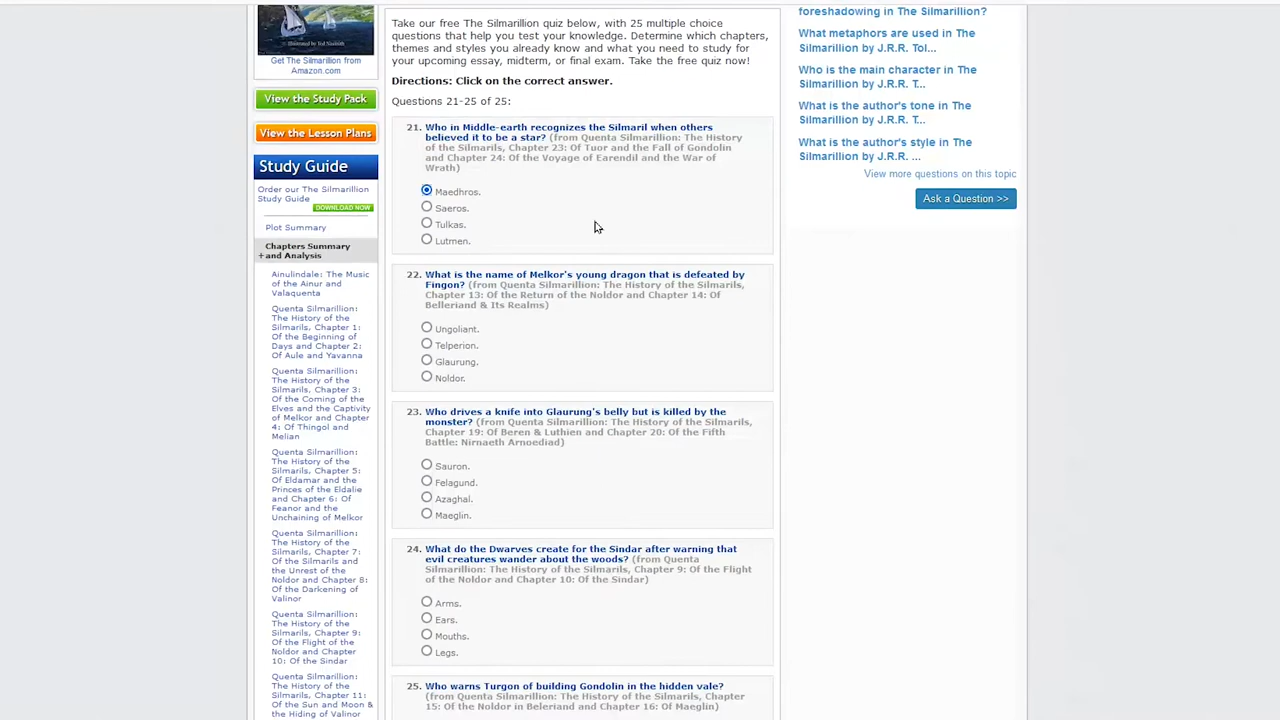 Illustrated by Ted Nasmith
Get The Silmarillion from
Amazon.com
View the Study Pack
View the Lesson Plans
Study Guide
Order our The Silmarillion
Study Guide
DOWNLOAD NOW
Plot Summary
Chapters Summary
+and Analysis
Ainulindale: The Music
of the Ainur and
Valaquenta
Quenta Silmarillion:
The History of the
Silmarils, Chapter 1:
Of the Beginning of
Days and Chapter 2:
Of Aule and Yavanna
Quenta Silmarillion:
The History of the
Silmarils, Chapter 3:
Of the Coming of the
Elves and the Captivity
of Melkor and Chapter
4: Of Thingol and
Melian
Quenta Silmarillion:
The History of the
Silmarils, Chapter 5:
Of Eldamar and the
Princes of the Eldalie
and Chapter 6: Of
Feanor and the
Unchaining of Melkor
Quenta Silmarillion:
The History of the
Silmarils, Chapter 7:
Of the Silmarils and
the Unrest of the
Noldor and Chapter 8:
Of the Darkening of
Valinor
Quenta Silmarillion:
The History of the
Silmarils, Chapter 9:
Of the Flight of the
Noldor and Chapter
10: Of the Sindar
Quenta Silmarillion:
The History of the
Silmarils, Chapter 11:
Of the Sun and Moon &
the Hiding of Valinor
Take our free The Silmarillion quiz below, with 25 multiple choice
questions that help you test your knowledge. Determine which chapters,
themes and styles you already know and what you need to study for
your upcoming essay, midterm, or final exam. Take the free quiz now!
Directions: Click on the correct answer.
Questions 21-25 of 25:
21. Who in Middle-earth recognizes the Silmaril when others
believed it to be a star? (from Quenta Silmarillion: The History
of the Silmarils, Chapter 23: Of Tuor and the Fall of Gondolin
and Chapter 24: Of the Voyage of Earendil and the War of
Wrath)
Maedhros.
Saeros.
Tulkas.
Lutmen.
22. What is the name of Melkor's young dragon that is defeated by
Fingon? (from Quenta Silmarillion: The History of the Silmarils,
Chapter 13: Of the Return of the Noldor and Chapter 14: Of
Belleriand & Its Realms)
Ungoliant.
Telperion.
Glaurung.
Noldor.
23. Who drives a knife into Glaurung's belly but is killed by the
monster? (from Quenta Silmarillion: The History of the Silmarils,
Chapter 19: Of Beren & Luthien and Chapter 20: Of the Fifth
Battle: Nirnaeth Arnoediad)
Sauron.
Felagund.
Azaghal.
Maeglin.
24. What do the Dwarves create for the Sindar after warning that
evil creatures wander about the woods? (from Quenta
Silmarillion: The History of the Silmarils, Chapter 9: Of the Flight
of the Noldor and Chapter 10: Of the Sindar)
Arms.
Ears.
Mouths.
Legs.
25. Who warns Turgon of building Gondolin in the hidden vale?
(from Quenta Silmarillion: The History of the Silmarils, Chapter
15: Of the Noldor in Beleriand and Chapter 16: Of Maeglin)
foreshadowing in The Silmarillion?
What metaphors are used in The
Silmarillion by J.R.R. Tol...
Who is the main character in The
Silmarillion by J.R.R. T...
What is the author's tone in The
Silmarillion by J.R.R. T...
What is the author's style in The
Silmarillion by J.R.R. ...
View more questions on this topic
Ask a Question >>